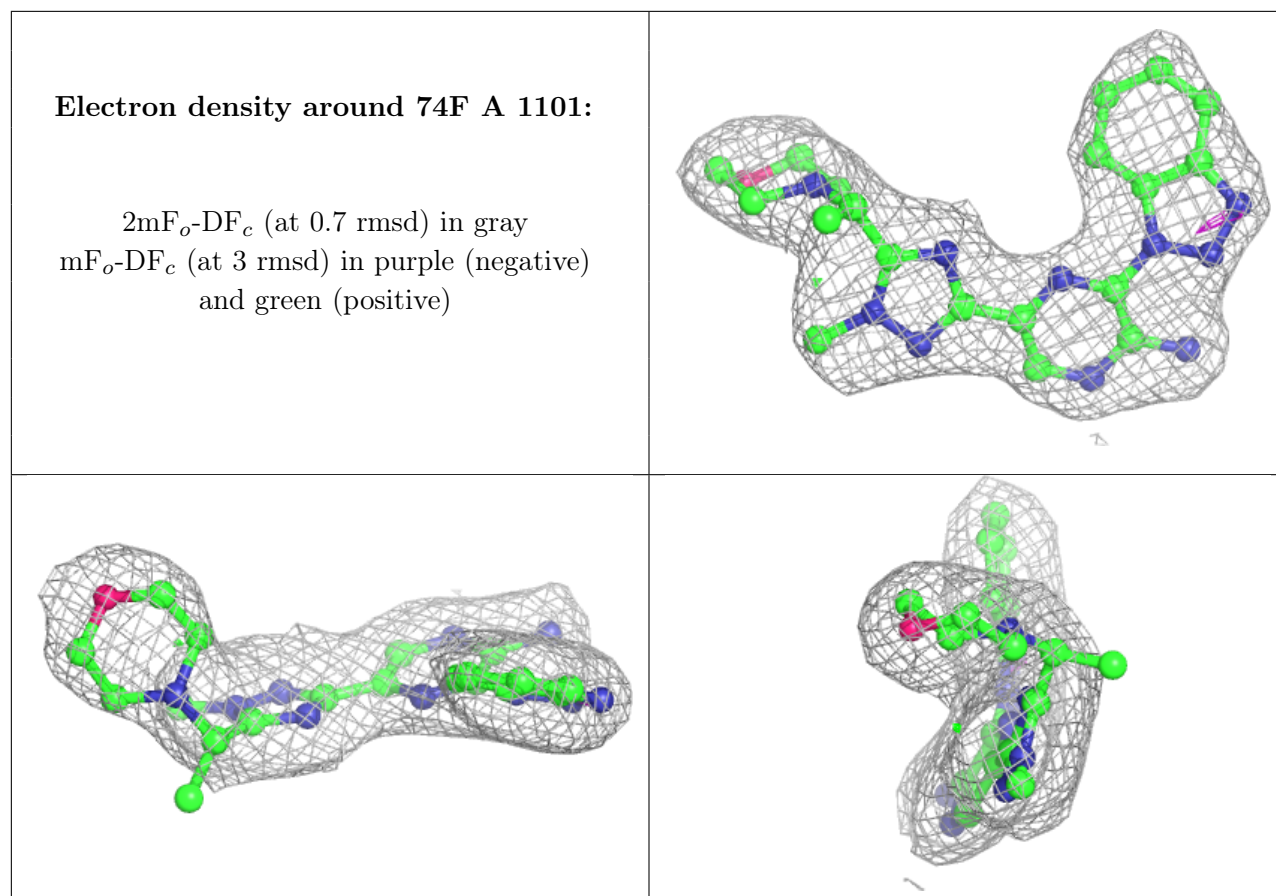 Electron density around 74F A 1101:
2mFo-DFc (at 0.7 rmsd) in gray
mFo-DFc (at 3 rmsd) in purple (negative)
and green (positive)